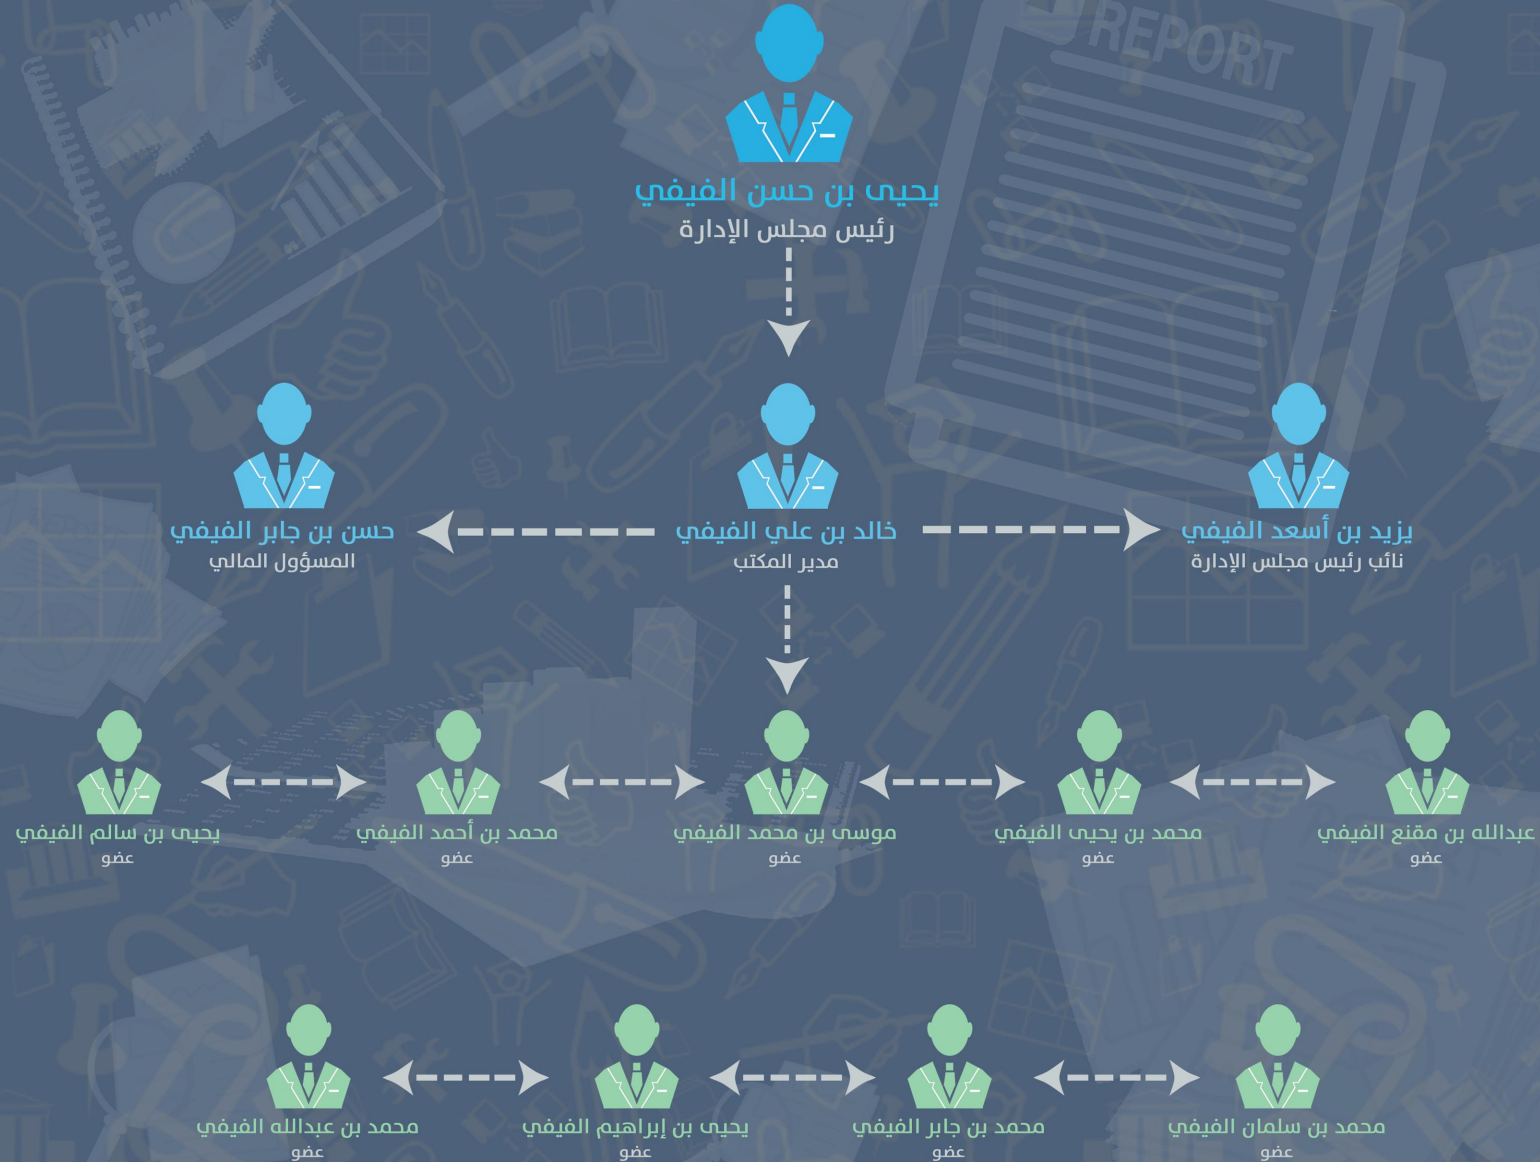 REPORT
يحيى بن حسن الفيفي
رئيس مجلس الإدارة
يزيد بن أسعد الفيفي
نائب رئيس مجلس الإدارة
خالد بن علي الفيفي
مدير المكتب
حسن بن جابر الفيفي
المسؤول المالي
عبدالله بن مقنع الفيفي
عضو
محمد بن يحيى الفيفي
عضو
موسى بن محمد الفيفي
عضو
محمد بن أحمد الفيفي
عضو
يحيى بن سالم الفيفي
عضو
محمد بن سلمان الفيفي
عضو
محمد بن جابر الفيفي
عضو
يحيى بن إبراهيم الفيفي
عضو
محمد بن عبدالله الفيفي
عضو